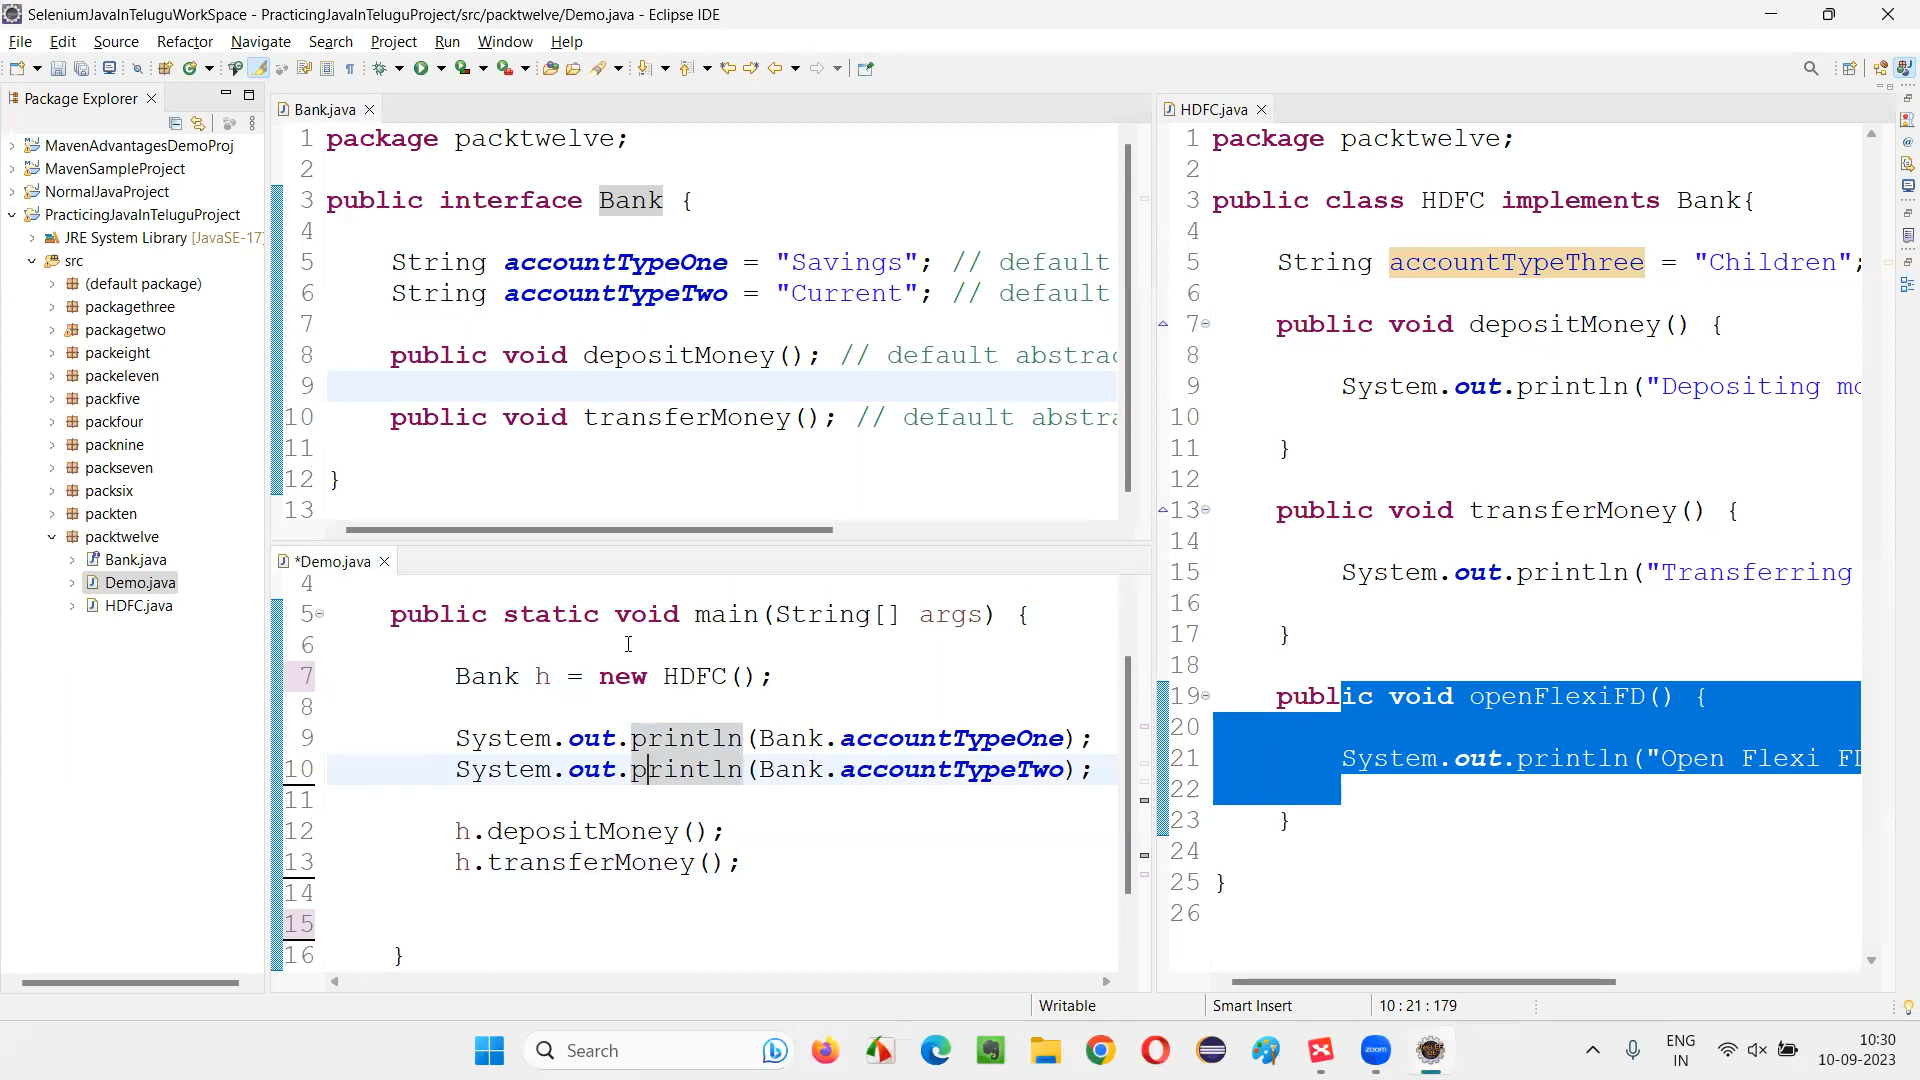 SeleniumJavaInTeluguWorkSpace - PracticingJavaInTeluguProject/src/packtwelve/Demo.java - Eclipse IDE
File Edit Source Refactor Navigate Search Project Run Window Help
Package Explorer
MavenAdvantagesDemoProj
MavenSampleProject
NormalJavaProject
PracticingJavaInTeluguProject
JRE System Library [JavaSE-17]
src
(default package)
packagethree
packagetwo
packeight
packeleven
packfive
packfour
packnine
packseven
packsix
packten
packtwelve
Bank.java
Demo.java
HDFC.java
Bank.java
1 package packtwelve;
2
3 public interface Bank {
4
5 String accountTypeOne = "Savings"; // default
6 String accountTypeTwo = "Current"; // default
7
8 public void depositMoney(); // default abstrac
9
10 public void transferMoney(); // default abstra
11
12 }
13
*Demo.java
4
5 public static void main(String[] args) {
6
7 Bank h = new HDFC();
8
9 System.out.println(Bank.accountTypeOne);
10 System.out.println(Bank.accountTypeTwo);
11
12 h.depositMoney();
13 h.transferMoney();
14
15
16 }
HDFC.java
1 package packtwelve;
2
3 public class HDFC implements Bank{
4
5 String accountTypeThree = "Children";
6
7 public void depositMoney() {
8
9 System.out.println("Depositing mo
10
11 }
12
13 public void transferMoney() {
14
15 System.out.println("Transferring
16
17 }
18
19 public void openFlexiFD() {
20
21 System.out.println("Open Flexi FD
22
23 }
24
25 }
26
Writable Smart Insert 10 : 21 : 179
Search
zoom
ENG
IN
10:30
10-09-2023